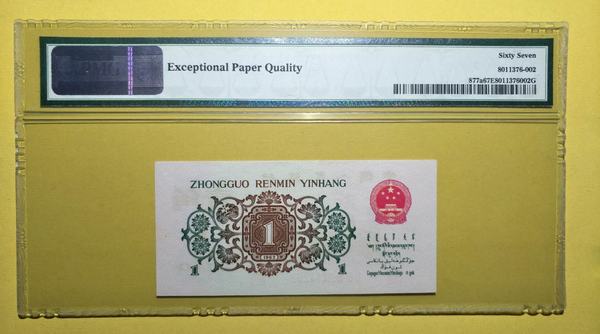 Exceptional Paper Quality
Sixty Seven
8011376-002
877a67E8011376002G
ZHONGGUO RENMIN YINHANG
1
1962
1
1